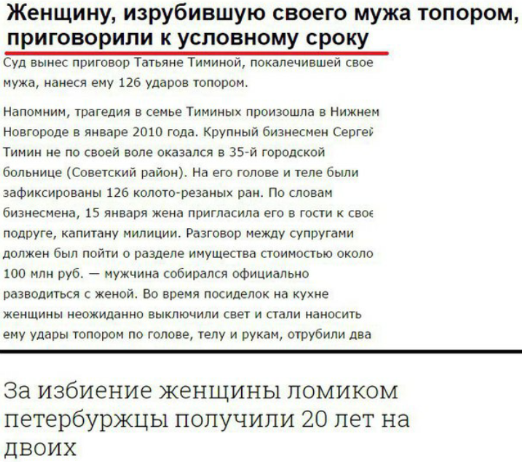 Женщину, изрубившую своего мужа топором,
приговорили к условному сроку
Суд вынес приговор Татьяне Тиминой, покалечившей свое
мужа, нанеся ему 126 ударов топором.
Напомним, трагедия в семье Тиминых произошла в Нижнем
Новгороде в январе 2010 года. Крупный бизнесмен Сергей
Тимин не по своей воле оказался в 35-й городской
больнице (Советский район). На его голове и теле были
зафиксированы 126 колото-резаных ран. По словам
бизнесмена, 15 января жена пригласила его в гости к свое
подруге, капитану милиции. Разговор между супругами
должен был пойти о разделе имущества стоимостью около
100 млн руб. — мужчина собирался официально
разводиться с женой. Во время посиделок на кухне
женщины неожиданно выключили свет и стали наносить
ему удары топором по голове, телу и рукам, отрубили два
За избиение женщины ломиком
петербуржцы получили 20 лет на
двоих